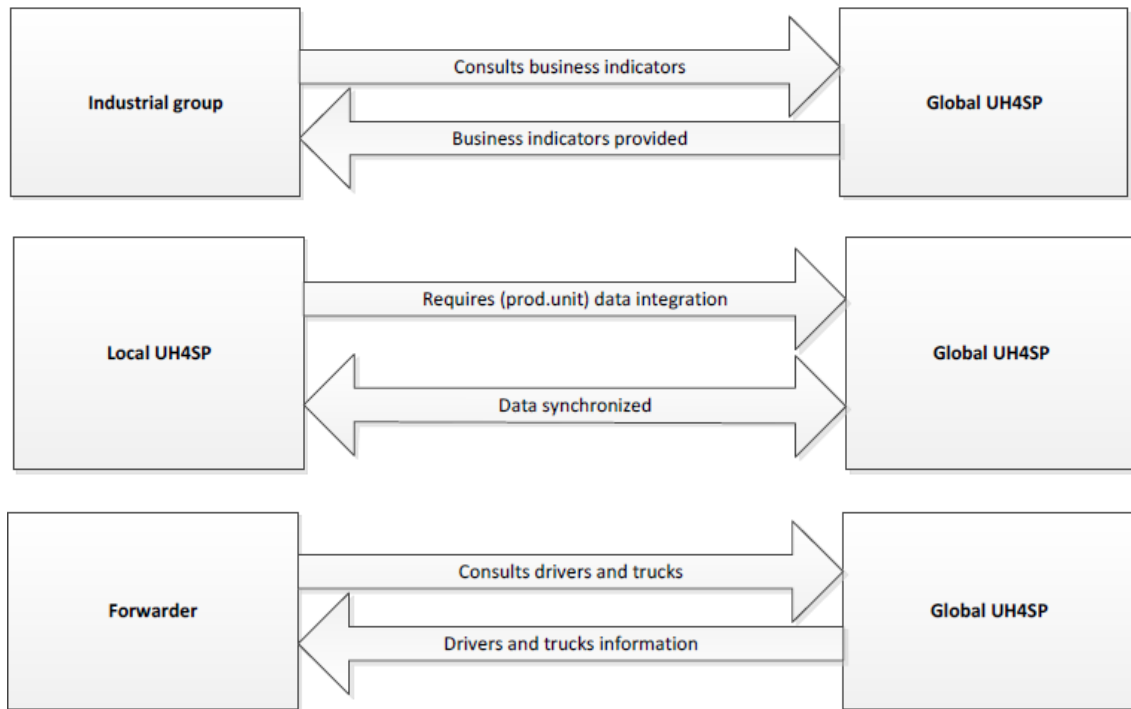 Consults business indicators
Industrial group
Global UH4SP
Business indicators provided
Requires (prod.unit) data integration
Local UH4SP
Global UH4SP
Data synchronized
Consults drivers and trucks
Forwarder
Global UH4SP
Drivers and trucks information